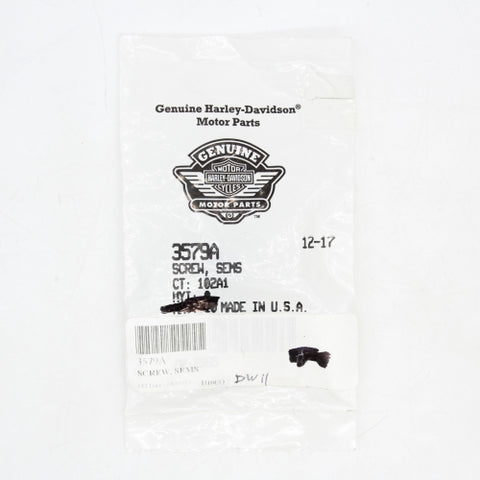 Genuine Harley-Davidson®
Motor Parts
GENUINE
MOTOR
HARLEY-DAVIDSON
CYCLES
MOTOR PARTS
™
12-17
3579A
SCREW, SEMS
CT: 102A1
MADE IN U.S.A.
3579A
SCREW, SEMS
DW11